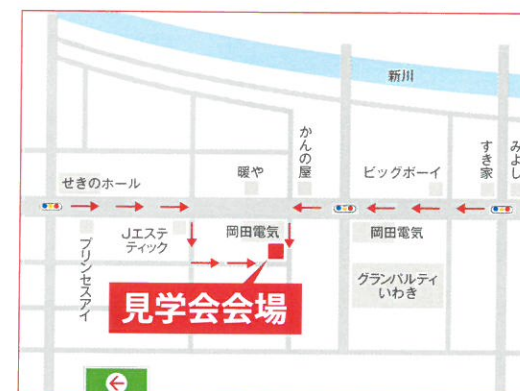 新川
かんの屋
すき家
みよし
せきのホール
暖や
ビッグボーイ
プリンセスアイ
Jエステ
ティック
岡田電気
岡田電気
グランパルティ
いわき
見学会会場